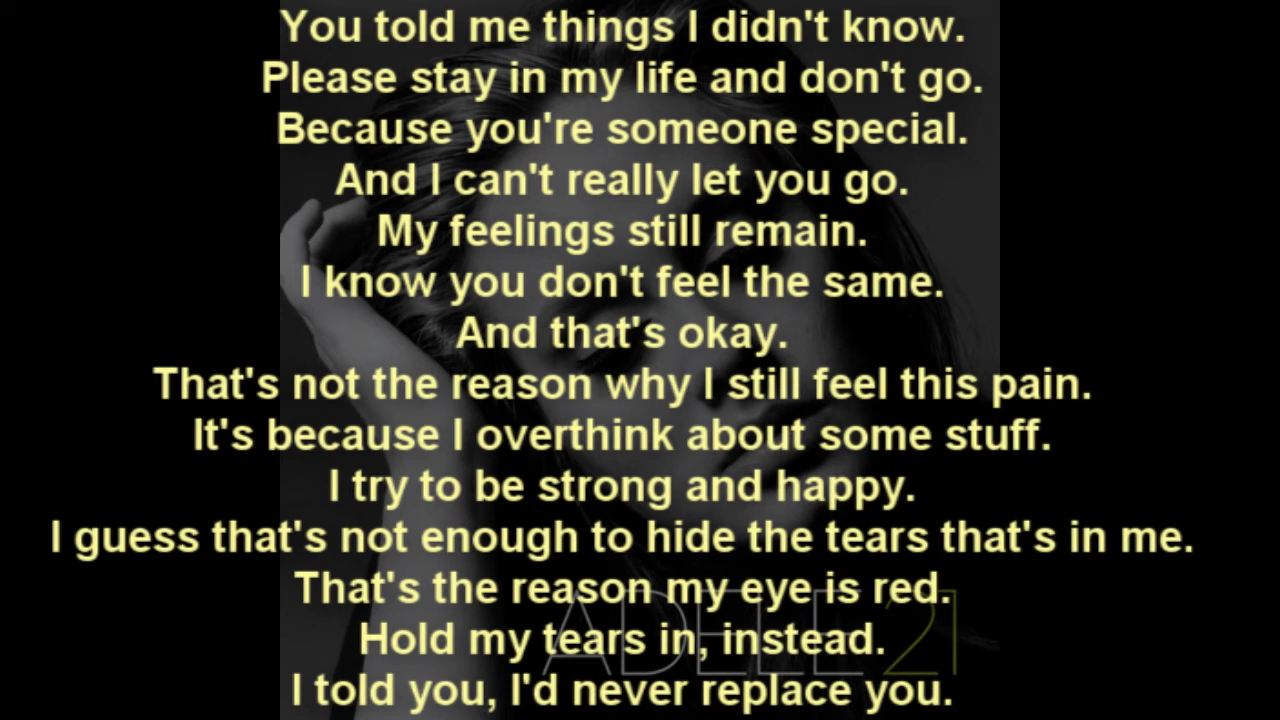 You told me things I didn't know.
Please stay in my life and don't go.
Because you're someone special.
And I can't really let you go.
My feelings still remain.
I know you don't feel the same.
And that's okay.
That's not the reason why I still feel this pain.
It's because I overthink about some stuff.
I try to be strong and happy.
I guess that's not enough to hide the tears that's in me.
That's the reason my eye is red.
Hold my tears in, instead.
ADELE 21
I told you, I'd never replace you.